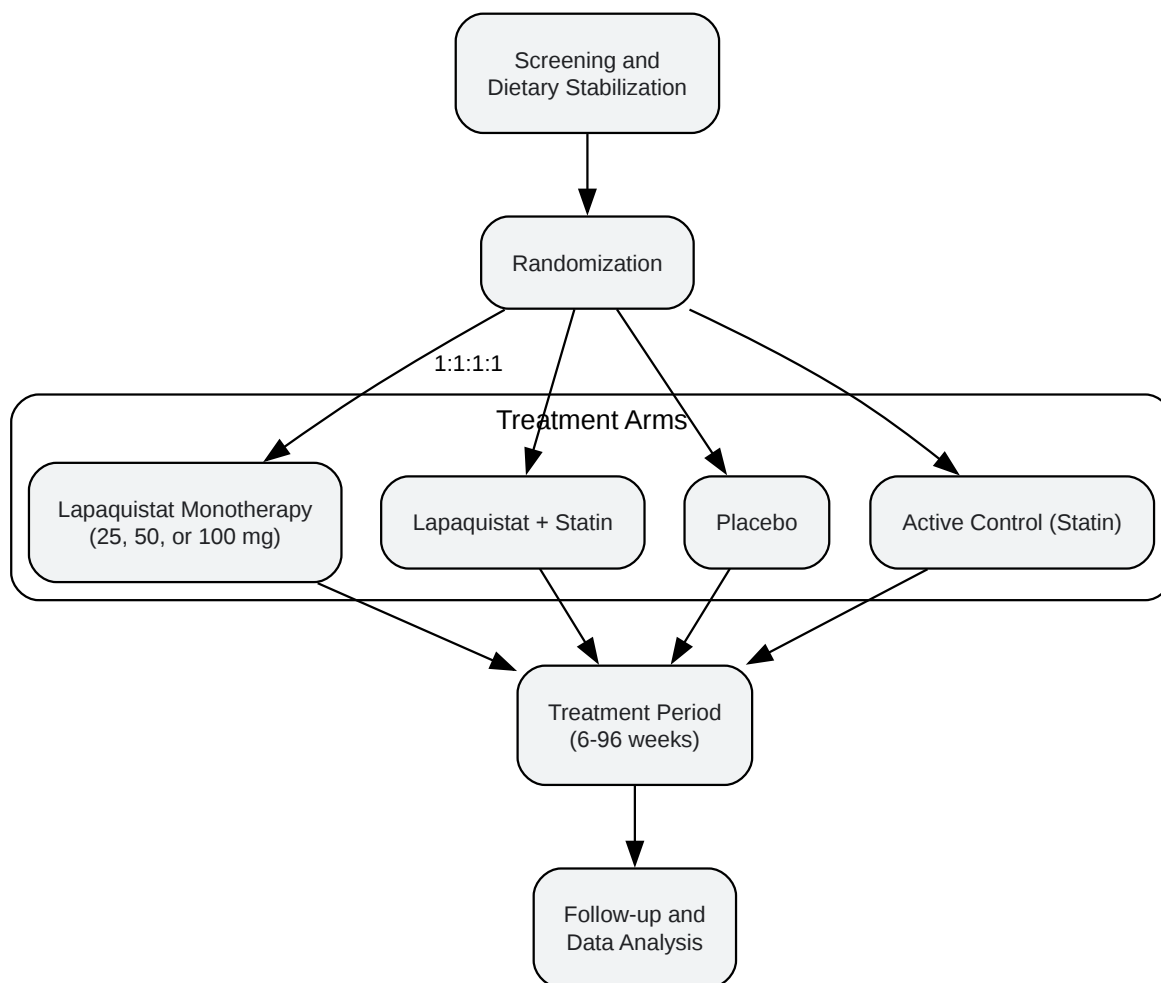 Screening and
Dietary Stabilization
Randomization
1:1:1:1
Treatment Arms
Lapaquistat Monotherapy
(25, 50, or 100 mg)
Lapaquistat + Statin
Placebo
Active Control (Statin)
Treatment Period
(6-96 weeks)
Follow-up and
Data Analysis